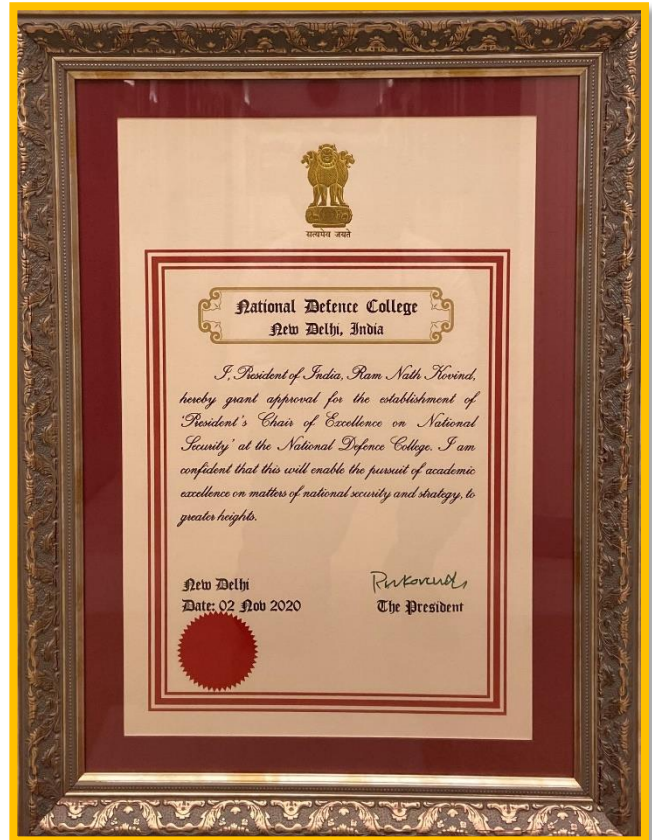 सत्यमेव जयते
National Defence College
New Delhi, India
I, President of India, Ram Nath Kovind,
hereby grant approval for the establishment of
'President's Chair of Excellence on National
Security' at the National Defence College. I am
confident that this will enable the pursuit of academic
excellence on matters of national security and strategy, to
greater heights.
New Delhi
Date: 02 Nov 2020
Rnkovind
The President